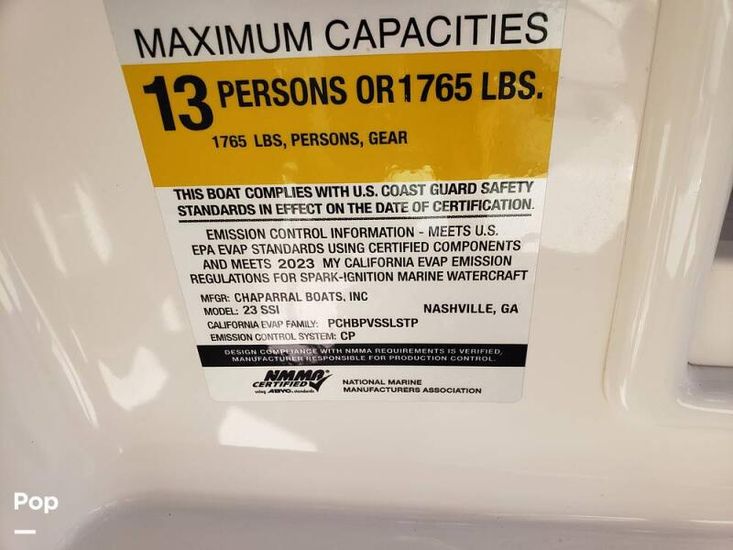 MAXIMUM CAPACITIES
13 PERSONS OR 1765 LBS.
1765 LBS, PERSONS, GEAR
THIS BOAT COMPLIES WITH U.S. COAST GUARD SAFETY
STANDARDS IN EFFECT ON THE DATE OF CERTIFICATION.
EMISSION CONTROL INFORMATION - MEETS U.S.
EPA EVAP STANDARDS USING CERTIFIED COMPONENTS
AND MEETS 2023 MY CALIFORNIA EVAP EMISSION
REGULATIONS FOR SPARK-IGNITION MARINE WATERCRAFT
MFGR: CHAPARRAL BOATS, INC
MODEL: 23 SSI NASHVILLE, GA
CALIFORNIA EVAP FAMILY: PCHBPVSSLSTP
EMISSION CONTROL SYSTEM: CP
DESIGN COMPLIANCE WITH NMMA REQUIREMENTS IS VERIFIED,
MANUFACTURER RESPONSIBLE FOR PRODUCTION CONTROL.
NMMA®
CERTIFIED
using ABYC. standards
NATIONAL MARINE
MANUFACTURERS ASSOCIATION
Pop